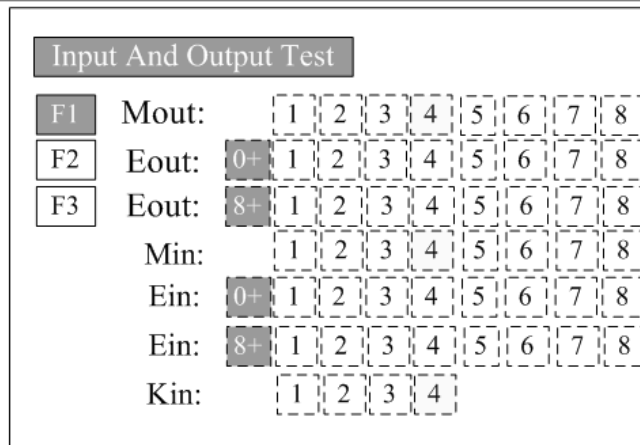 Input And Output Test
F1 Mout: 1 2 3 4 5 6 7 8
F2 Eout: 0+ 1 2 3 4 5 6 7 8
F3 Eout: 8+ 1 2 3 4 5 6 7 8
Min: 1 2 3 4 5 6 7 8
Ein: 0+ 1 2 3 4 5 6 7 8
Ein: 8+ 1 2 3 4 5 6 7 8
Kin: 1 2 3 4